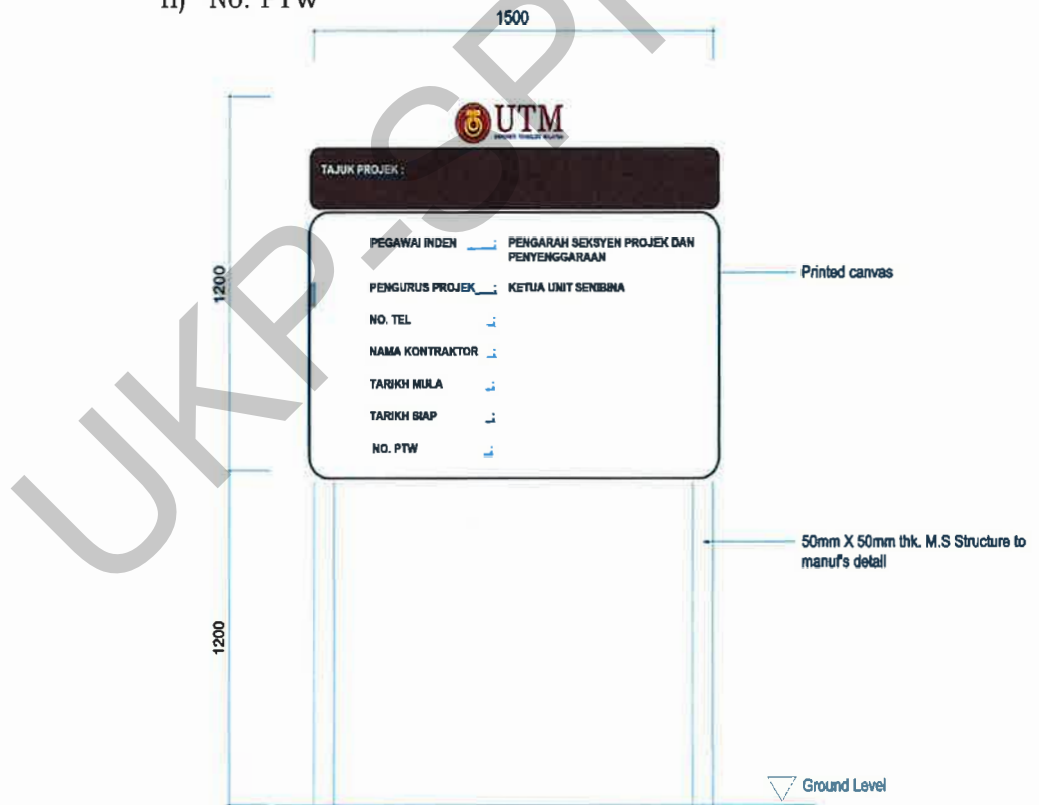 No. PTW
1500
UTM
TAJUK PROJEK :
PEGAWAI INDEN : PENGARAH SEKSYEN PROJEK DAN
PENYENGGARAAN
PENGURUS PROJEK : KETUA UNIT SENIBINA
NO. TEL :
NAMA KONTRAKTOR :
TARIKH MULA :
TARIKH SIAP :
NO. PTW :
1200
Printed canvas
50mm X 50mm thk. M.S Structure to
manuf's detail
1200
Ground Level
UKP-SP